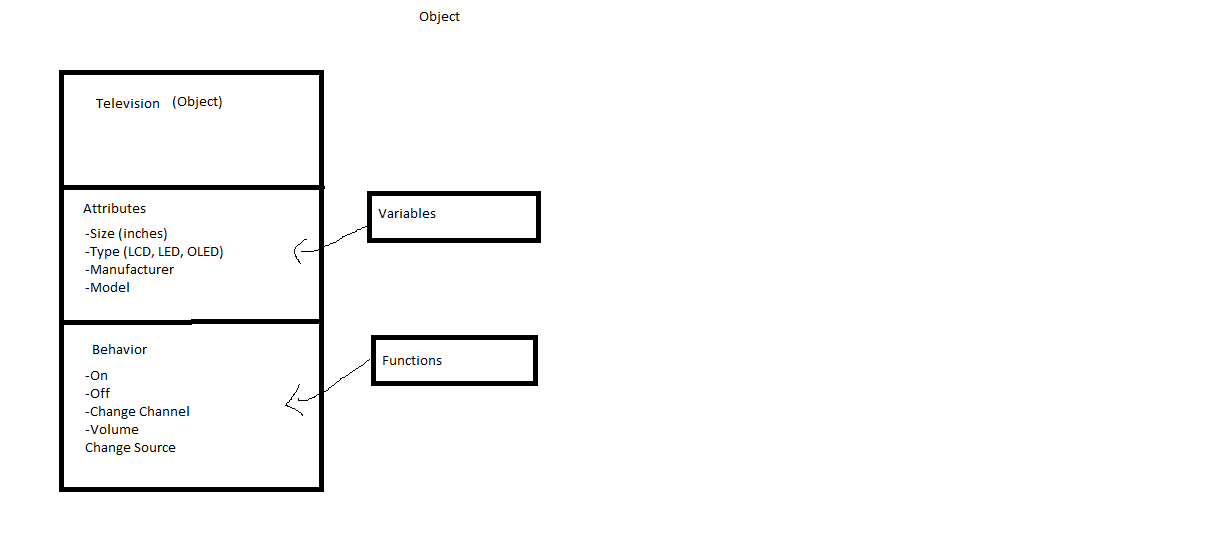 Object
Television (Object)
Attributes
-Size (inches)
-Type (LCD, LED, OLED)
-Manufacturer
-Model
Variables
Behavior
-On
-Off
-Change Channel
-Volume
Change Source
Functions